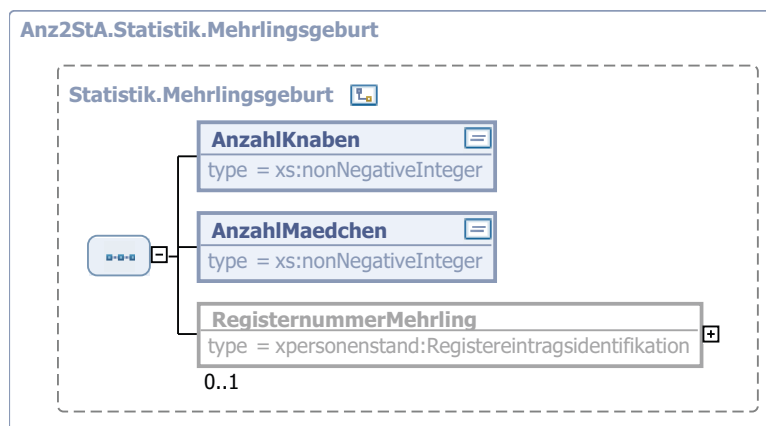 Anz2StA.Statistik.Mehrlingsgeburt
Statistik.Mehrlingsgeburt
AnzahlKnaben
type = xs:nonNegativeInteger
AnzahlMaedchen
type = xs:nonNegativeInteger
RegisternummerMehrling
type = xpersonenstand:Registereintragsidentifikation
0..1